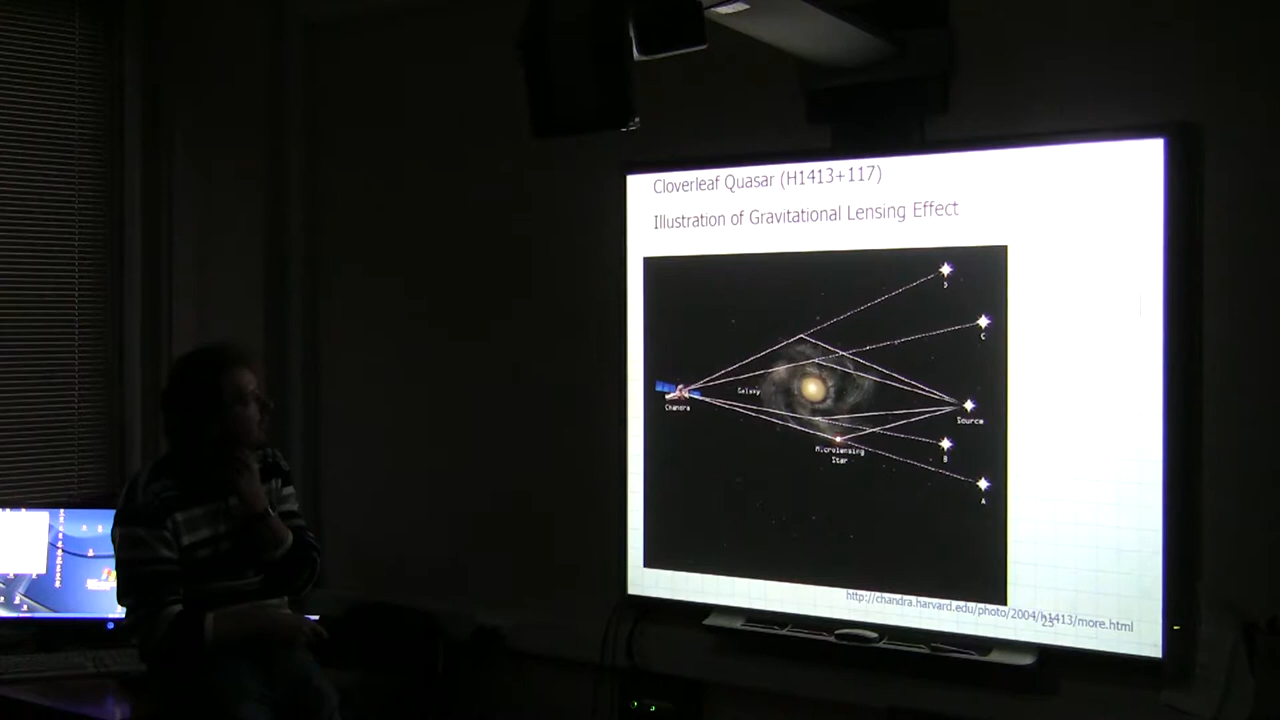 Cloverleaf Quasar (H1413+117)
Illustration of Gravitational Lensing Effect
D
C
Galaxy
Chandra
Source
B
Microlensing
Star
A
http://chandra.harvard.edu/photo/2004/h1413/more.html
23